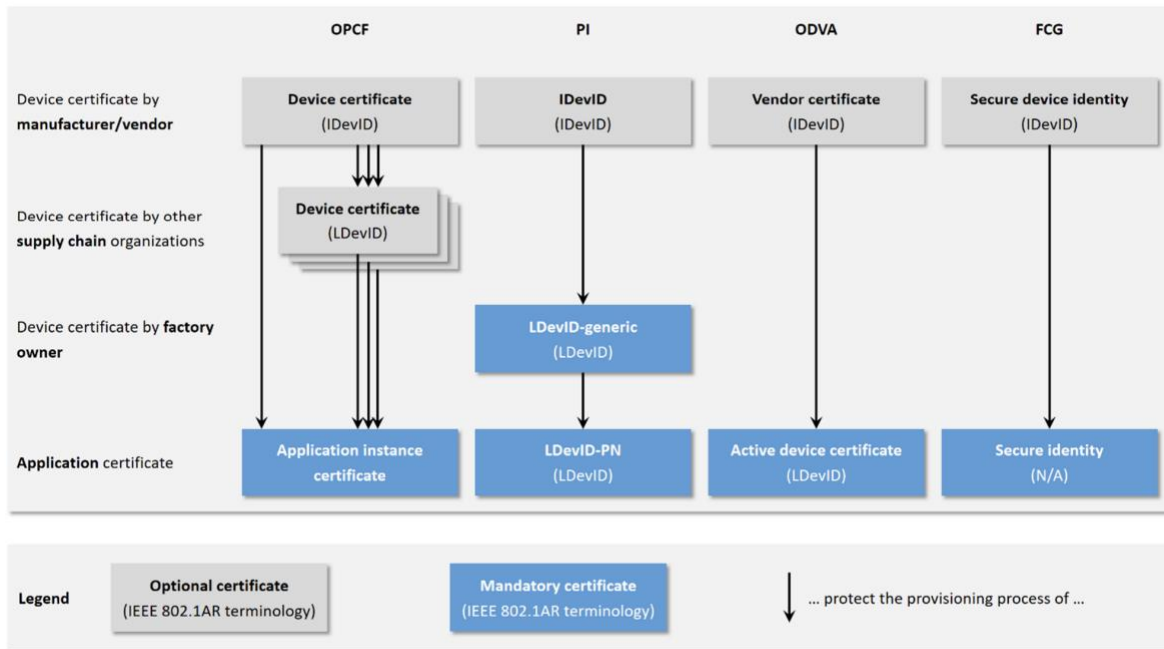 OPCF PI ODVA FCG
Device certificate by
manufacturer/vendor
Device certificate
(IDevID)
IDevID
(IDevID)
Vendor certificate
(IDevID)
Secure device identity
(IDevID)
Device certificate by other
supply chain organizations
Device certificate
(LDevID)
Device certificate by factory
owner
LDevID-generic
(LDevID)
Application certificate
Application instance
certificate
LDevID-PN
(LDevID)
Active device certificate
(LDevID)
Secure identity
(N/A)
Legend
Optional certificate
(IEEE 802.1AR terminology)
Mandatory certificate
(IEEE 802.1AR terminology)
... protect the provisioning process of ...